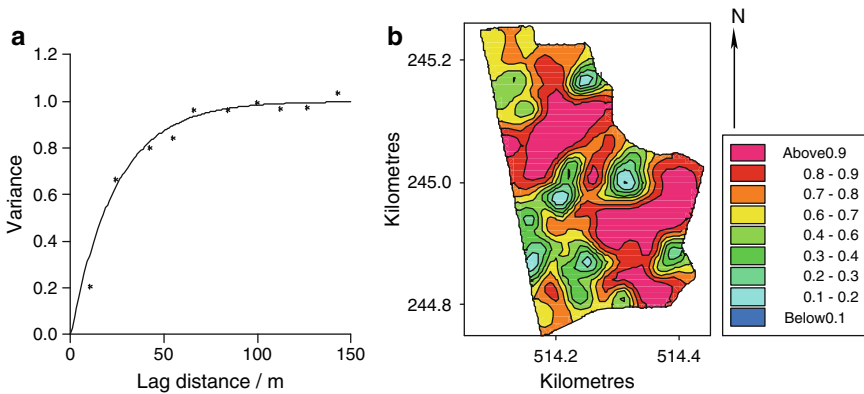 a
Variance
1.2
1.0
0.8
0.6
0.4
0.2
0.0
0
50
100
150
Lag distance / m
b
Kilometres
245.2
245.0
244.8
514.2
514.4
Kilometres
N
Above0.9
0.8 - 0.9
0.7 - 0.8
0.6 - 0.7
0.4 - 0.6
0.3 - 0.4
0.2 - 0.3
0.1 - 0.2
Below0.1